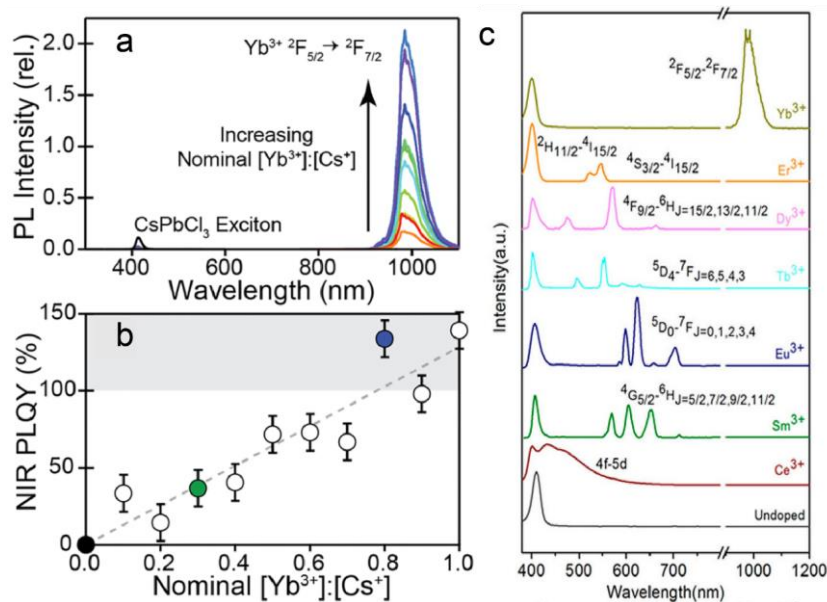 a
PL Intensity (rel.)
2.0
1.5
1.0
0.5
0.0
Yb³⁺ ²F₅/₂→ ²F₇/₂
Increasing
Nominal [Yb³⁺]:[Cs⁺]
CsPbCl₃ Exciton
400 600 800 1000
Wavelength (nm)
b
NIR PLQY (%)
150
100
50
0
0.0 0.2 0.4 0.6 0.8 1.0
Nominal [Yb³⁺]:[Cs⁺]
c
Intensity(a.u.)
²F₅/₂-²F₇/₂
Yb³⁺
²H₁₁/₂-⁴I₁₅/₂
⁴S₃/₂-⁴I₁₅/₂
Er³⁺
⁴F₉/₂-⁶H_J=15/2,13/2,11/2
Dy³⁺
⁵D₄-⁷F_J=6,5,4,3
Tb³⁺
⁵D₀-⁷F_J=0,1,2,3,4
Eu³⁺
⁴G₅/₂-⁶H_J=5/2,7/2,9/2,11/2
Sm³⁺
4f-5d
Ce³⁺
Undoped
400 500 600 700 1000 1200
Wavelength(nm)